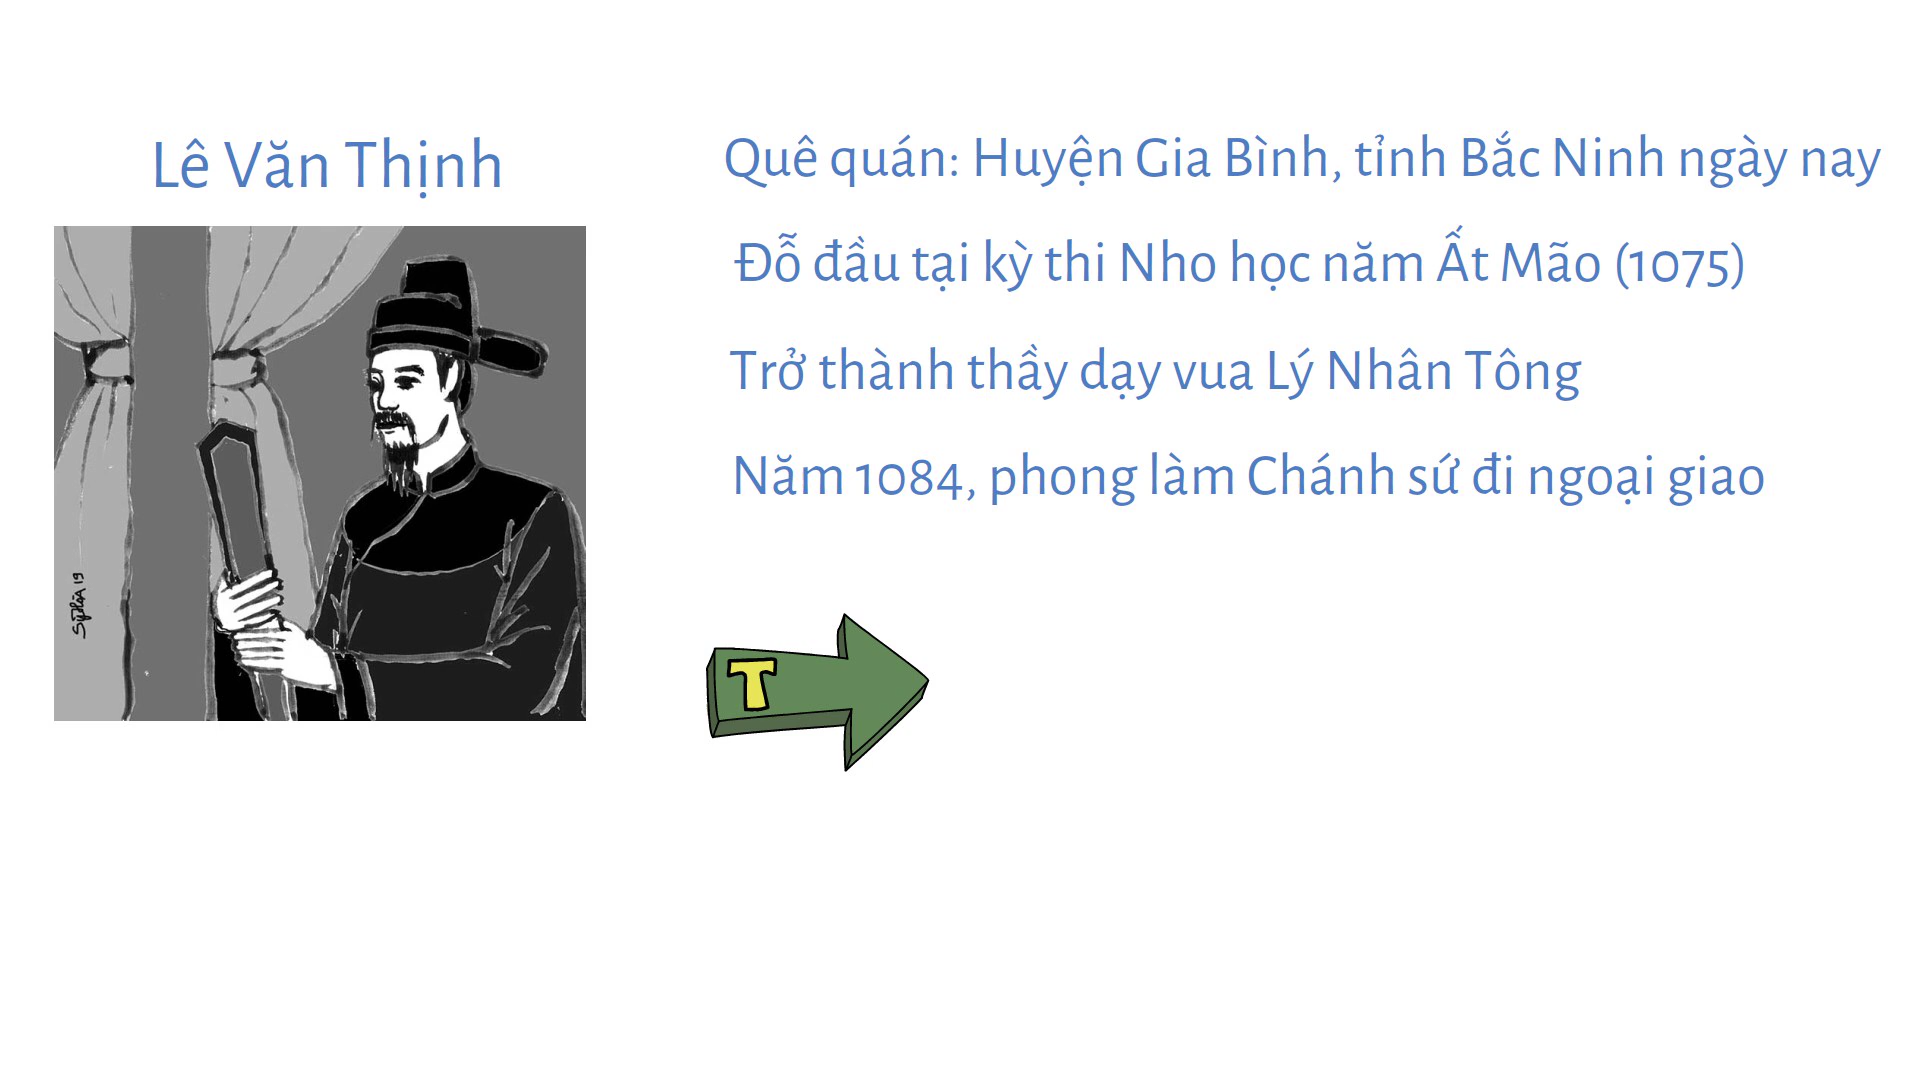 Lê Văn Thịnh
Quê quán: Huyện Gia Bình, tỉnh Bắc Ninh ngày nay
Đỗ đầu tại kỳ thi Nho học năm Ất Mão (1075)
Trở thành thầy dạy vua Lý Nhân Tông
Năm 1084, phong làm Chánh sứ đi ngoại giao
T